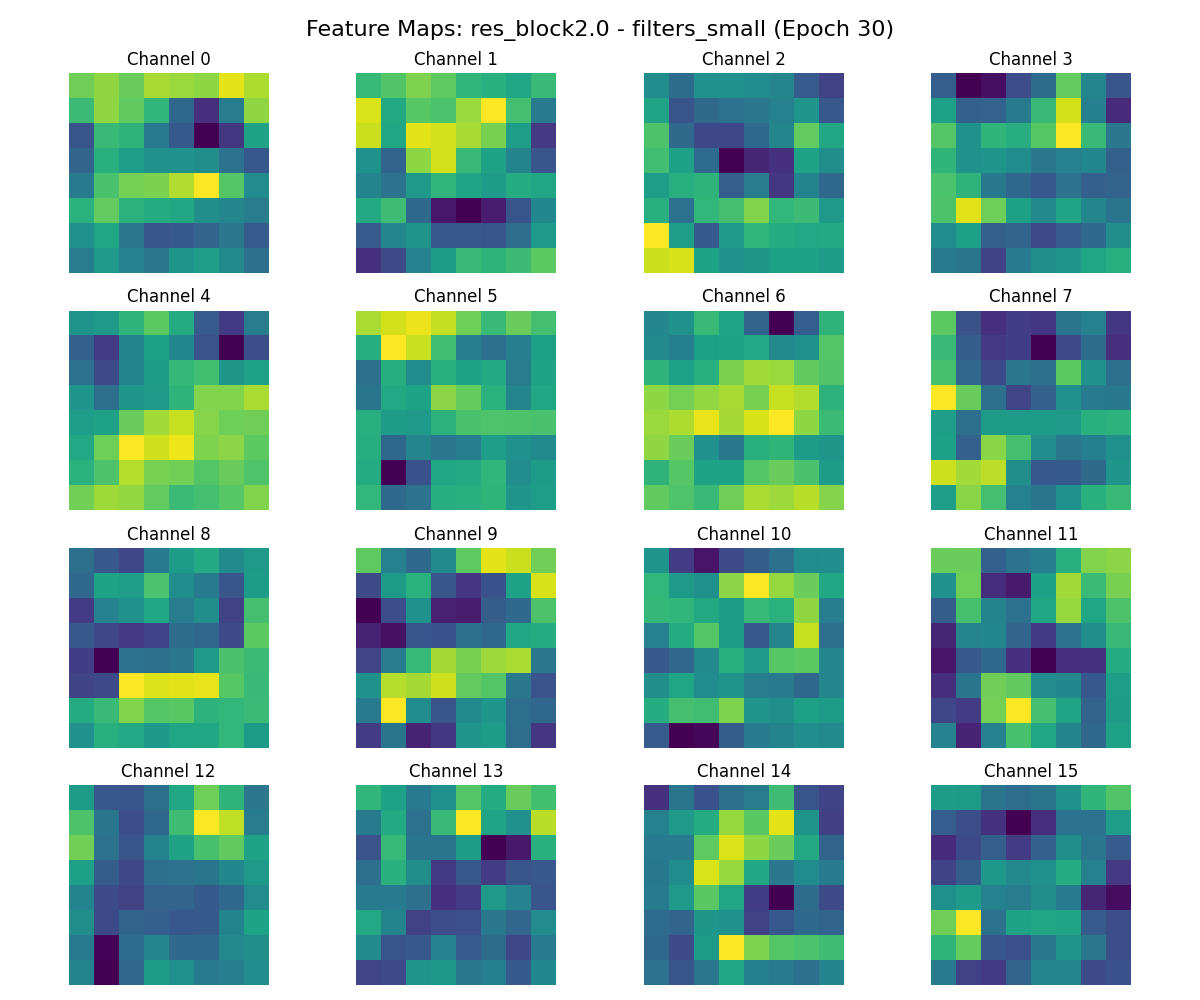 Feature Maps: res_block2.0 - filters_small (Epoch 30)
Channel 0
Channel 1
Channel 2
Channel 3
Channel 4
Channel 5
Channel 6
Channel 7
Channel 8
Channel 9
Channel 10
Channel 11
Channel 12
Channel 13
Channel 14
Channel 15